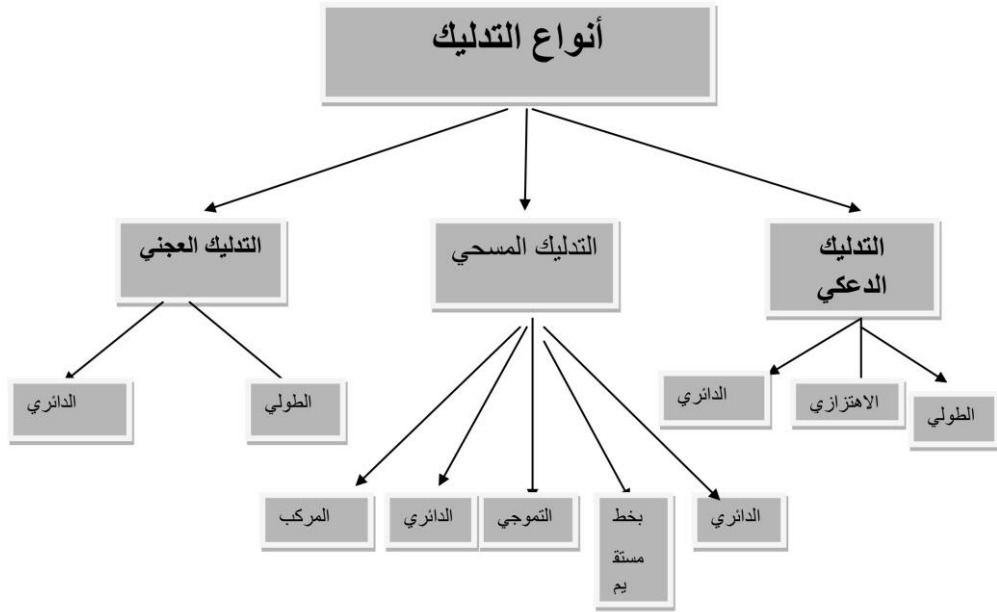 أنواع التدليك
التدليك
الدعكي
التدليك المسحي
التدليك العجني
الطولي
الاهتزازي
الدائري
الطولي
الدائري
الدائري
بخط
مستق
يم
التموجي
الدائري
المركب